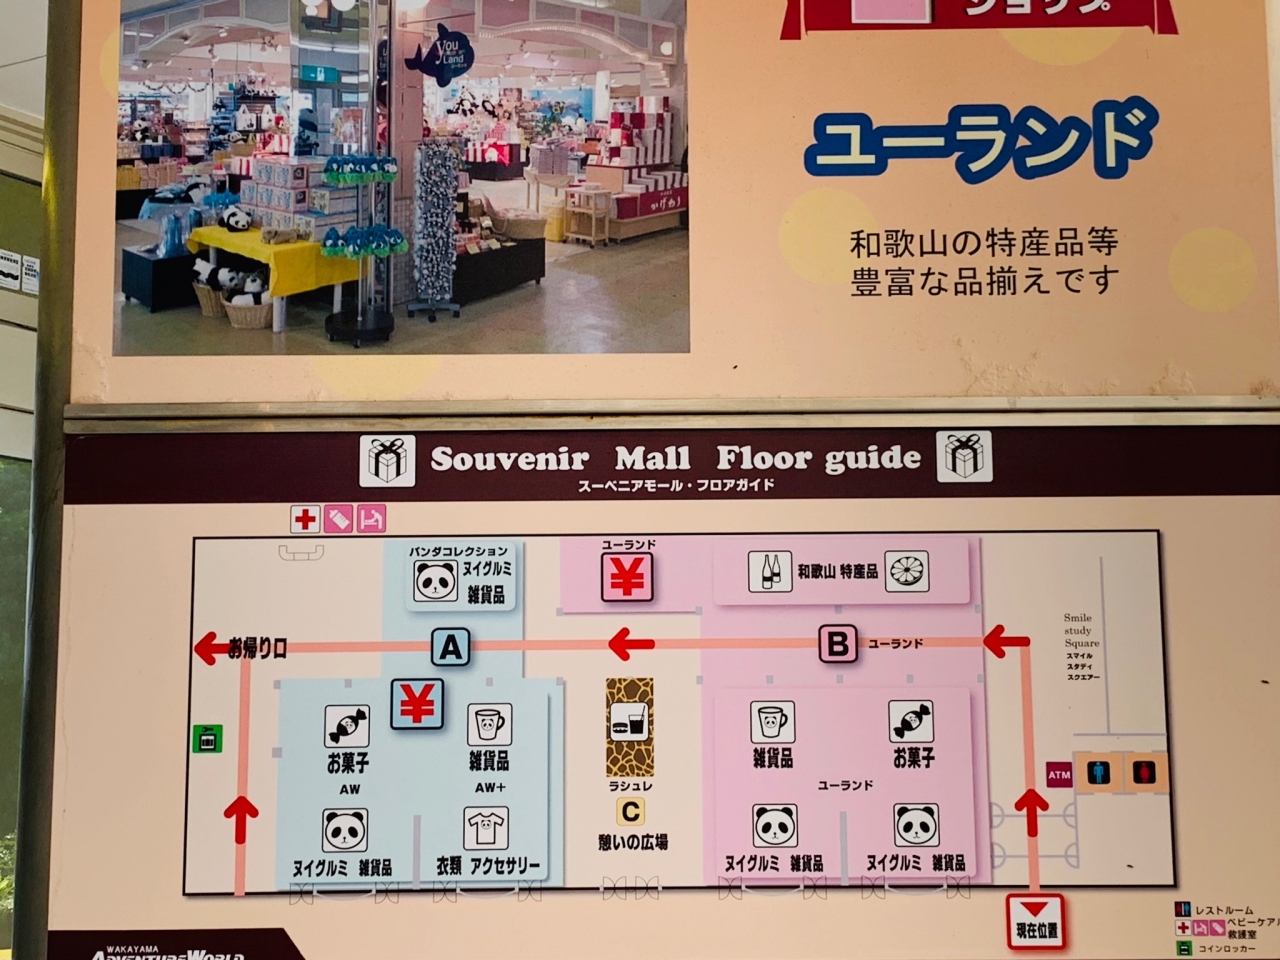 ショップ
You
Land
かげろう
ユーランド
和歌山の特産品等
豊富な品揃えです
Souvenir Mall Floor guide
スーベニアモール・フロアガイド
パンダコレクション
ヌイグルミ
雑貨品
ユーランド
¥
和歌山 特産品
お帰り口
A
B
ユーランド
Smile
study
Square
スマイル
スタディ
スクエアー
¥
お菓子
AW
雑貨品
AW+
ヌイグルミ 雑貨品
衣類 アクセサリー
ラシュレ
C
憩いの広場
雑貨品
お菓子
ユーランド
ヌイグルミ 雑貨品
ヌイグルミ 雑貨品
ATM
現在位置
レストルーム
ベビーケアル
救護室
コインロッカー
WAKAYAMA
ADVENTURE WORLD